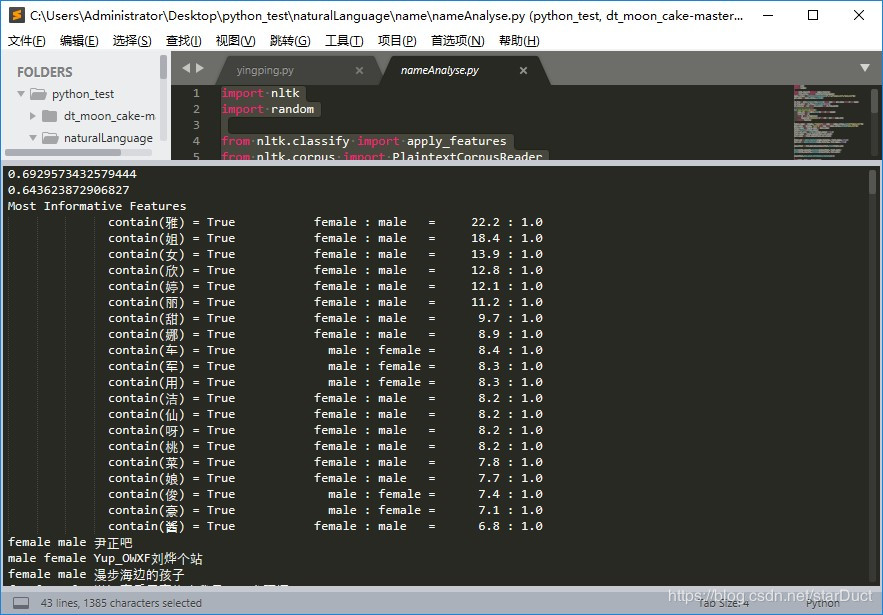 C:\Users\Administrator\Desktop\python_test\naturalLanguage\name\nameAnalyse.py (python_test, dt_moon_cake-master...
文件(F) 编辑(E) 选择(S) 查找(I) 视图(V) 跳转(G) 工具(T) 项目(P) 首选项(N) 帮助(H)
FOLDERS
python_test
dt_moon_cake-m
naturalLanguage
yingping.py
nameAnalyse.py
1 import nltk
2 import random
3
4 from nltk.classify import apply_features
5 from nltk.corpus import PlaintextCorpusReader
0.6929573432579444
0.643623872906827
Most Informative Features
contain(雅) = True female : male = 22.2 : 1.0
contain(姐) = True female : male = 18.4 : 1.0
contain(女) = True female : male = 13.9 : 1.0
contain(欣) = True female : male = 12.8 : 1.0
contain(婷) = True female : male = 12.1 : 1.0
contain(丽) = True female : male = 11.2 : 1.0
contain(甜) = True female : male = 9.7 : 1.0
contain(娜) = True female : male = 8.9 : 1.0
contain(车) = True male : female = 8.4 : 1.0
contain(军) = True male : female = 8.3 : 1.0
contain(用) = True male : female = 8.3 : 1.0
contain(洁) = True female : male = 8.2 : 1.0
contain(仙) = True female : male = 8.2 : 1.0
contain(呀) = True female : male = 8.2 : 1.0
contain(桃) = True female : male = 8.2 : 1.0
contain(菜) = True female : male = 7.8 : 1.0
contain(娘) = True female : male = 7.7 : 1.0
contain(俊) = True male : female = 7.4 : 1.0
contain(豪) = True male : female = 7.1 : 1.0
contain(酱) = True female : male = 6.8 : 1.0
female male 尹正吧
male female Yup_OWXF刘烨个站
female male 漫步海边的孩子
43 lines, 1385 characters selected
Tab Size: 4
Python
https://blog.csdn.net/starDuct